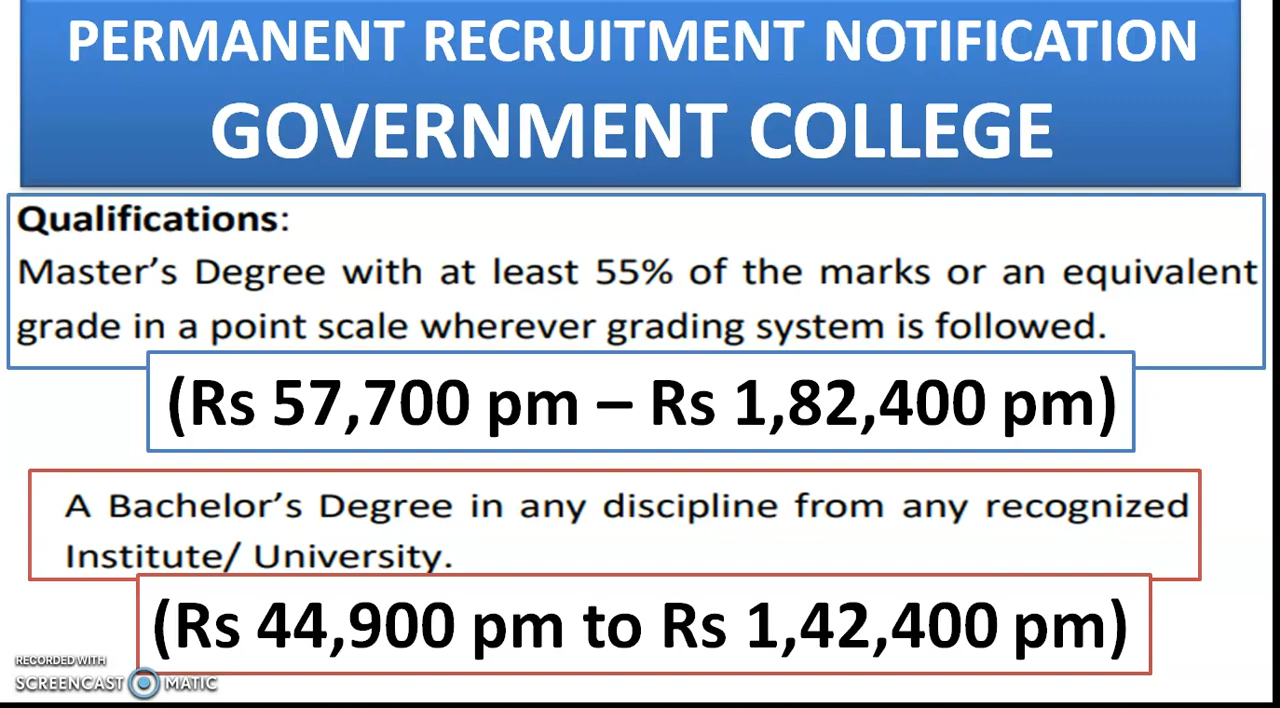 PERMANENT RECRUITMENT NOTIFICATION
GOVERNMENT COLLEGE
Qualifications:
Master’s Degree with at least 55% of the marks or an equivalent
grade in a point scale wherever grading system is followed.
(Rs 57,700 pm – Rs 1,82,400 pm)
A Bachelor’s Degree in any discipline from any recognized
Institute/ University.
(Rs 44,900 pm to Rs 1,42,400 pm)
RECORDED WITH
SCREENCAST MATIC